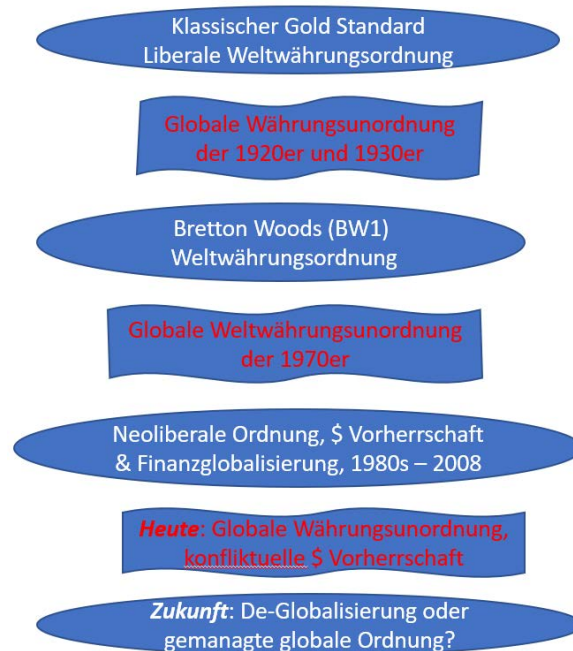 Klassischer Gold Standard
Liberale Weltwährungsordnung
Globale Währungsunordnung
der 1920er und 1930er
Bretton Woods (BW1)
Weltwährungsordnung
Globale Weltwährungsunordnung
der 1970er
Neoliberale Ordnung, $ Vorherrschaft
& Finanzglobalisierung, 1980s – 2008
Heute: Globale Währungsunordnung,
konfliktuelle $ Vorherrschaft
Zukunft: De-Globalisierung oder
gemanagte globale Ordnung?